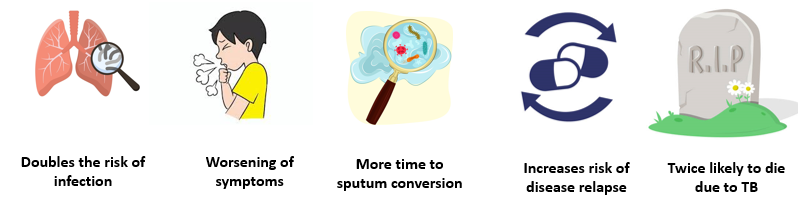 R.I.P
Doubles the risk of
infection
Worsening of
symptoms
More time to
sputum conversion
Increases risk of
disease relapse
Twice likely to die
due to TB